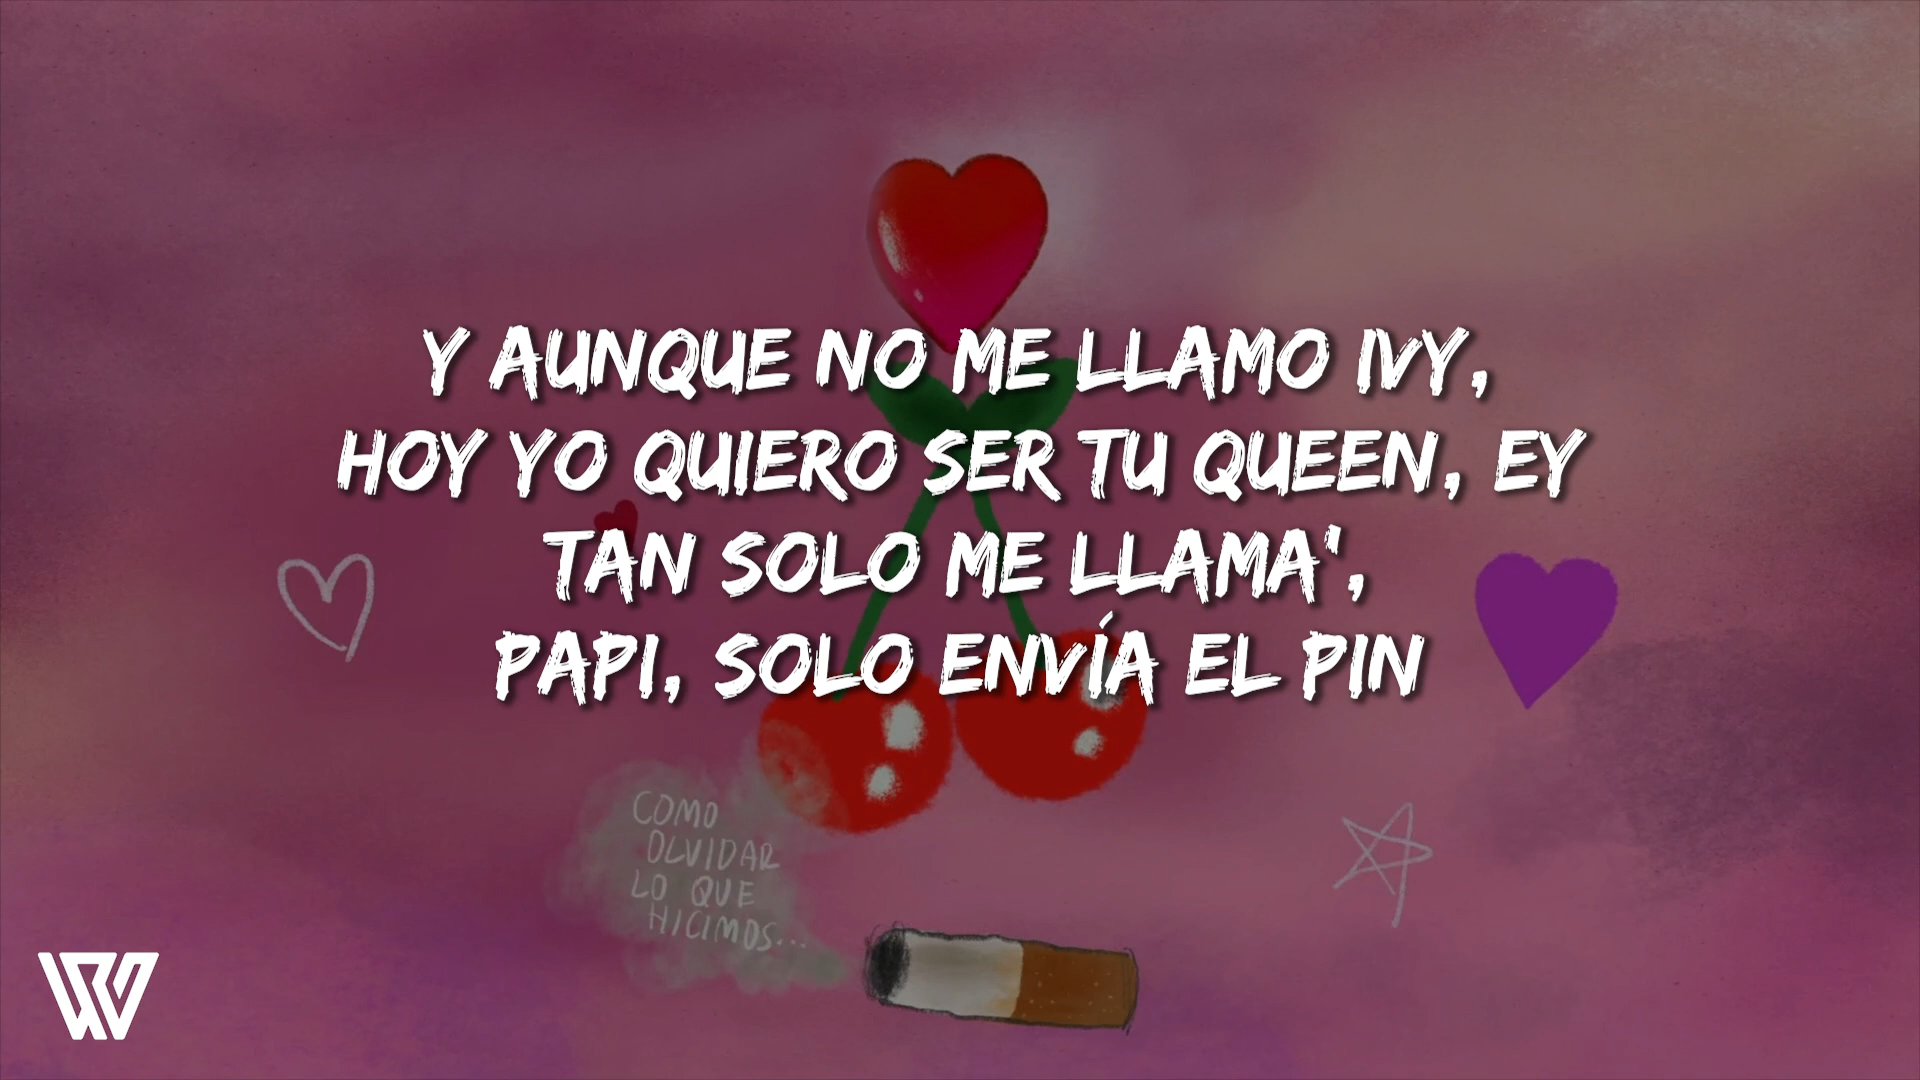 Y AUNQUE NO ME LLAMO IVY,
HOY YO QUIERO SER TU QUEEN, EY
TAN SOLO ME LLAMA',
PAPI, SOLO ENVÍA EL PIN
COMO
OLVIDAR
LO QUE
HICIMOS...